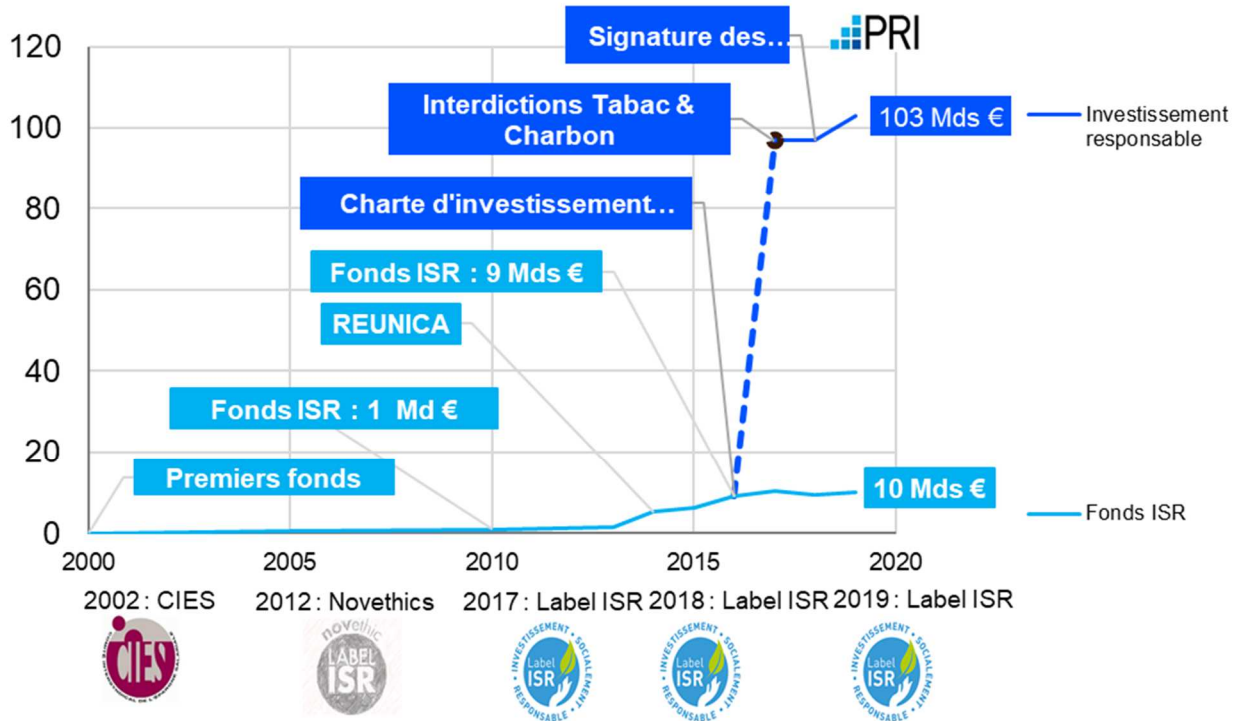 Signature des...
PRI
120
Interdictions Tabac &
Charbon
103 Mds €
Investissement
responsable
100
Charte d'investissement...
80
Fonds ISR : 9 Mds €
60
REUNICA
40
Fonds ISR : 1 Md €
20
Premiers fonds
10 Mds €
Fonds ISR
0
2000
2005
2010
2015
2020
2002 : CIES
2012 : Novethics
2017 : Label ISR
2018 : Label ISR
2019 : Label ISR
CIES
novethic
LABEL
ISR
INVESTISSEMENT • SOCIALEMENT • RESPONSABLE •
Label
ISR
INVESTISSEMENT • SOCIALEMENT • RESPONSABLE •
Label
ISR
INVESTISSEMENT • SOCIALEMENT • RESPONSABLE •
Label
ISR